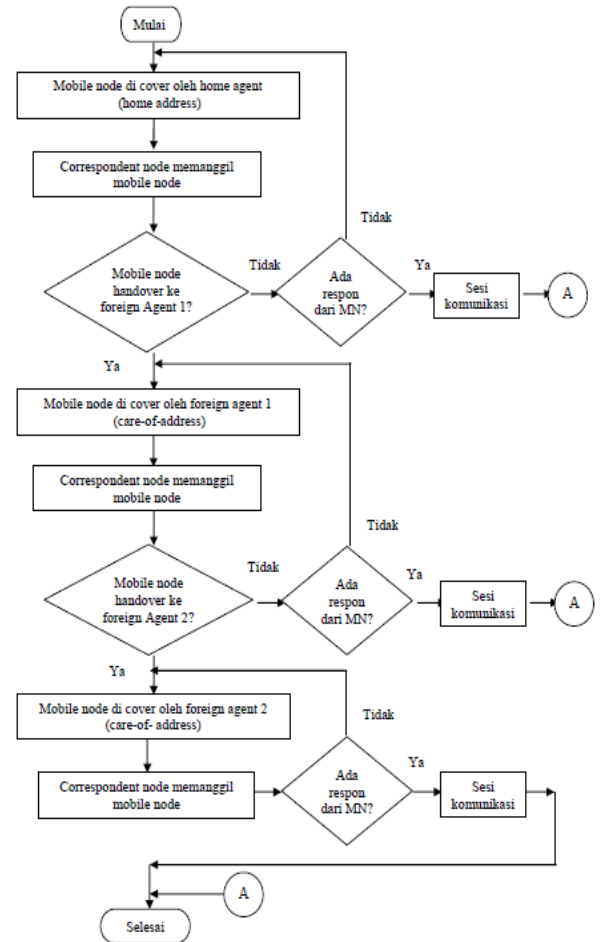 Mulai
Mobile node di cover oleh home agent
(home address)
Correspondent node memanggil
mobile node
Tidak
Mobile node
handover ke
foreign Agent 1?
Tidak
Ada
respon
dari MN?
Ya
Sesi
komunikasi
A
Ya
Mobile node di cover oleh foreign agent 1
(care-of-address)
Correspondent node memanggil
mobile node
Tidak
Mobile node
handover ke
foreign Agent 2?
Tidak
Ada
respon
dari MN?
Ya
Sesi
komunikasi
A
Ya
Mobile node di cover oleh foreign agent 2
(care-of- address)
Tidak
Correspondent node memanggil
mobile node
Ada
respon
dari MN?
Ya
Sesi
komunikasi
A
Selesai